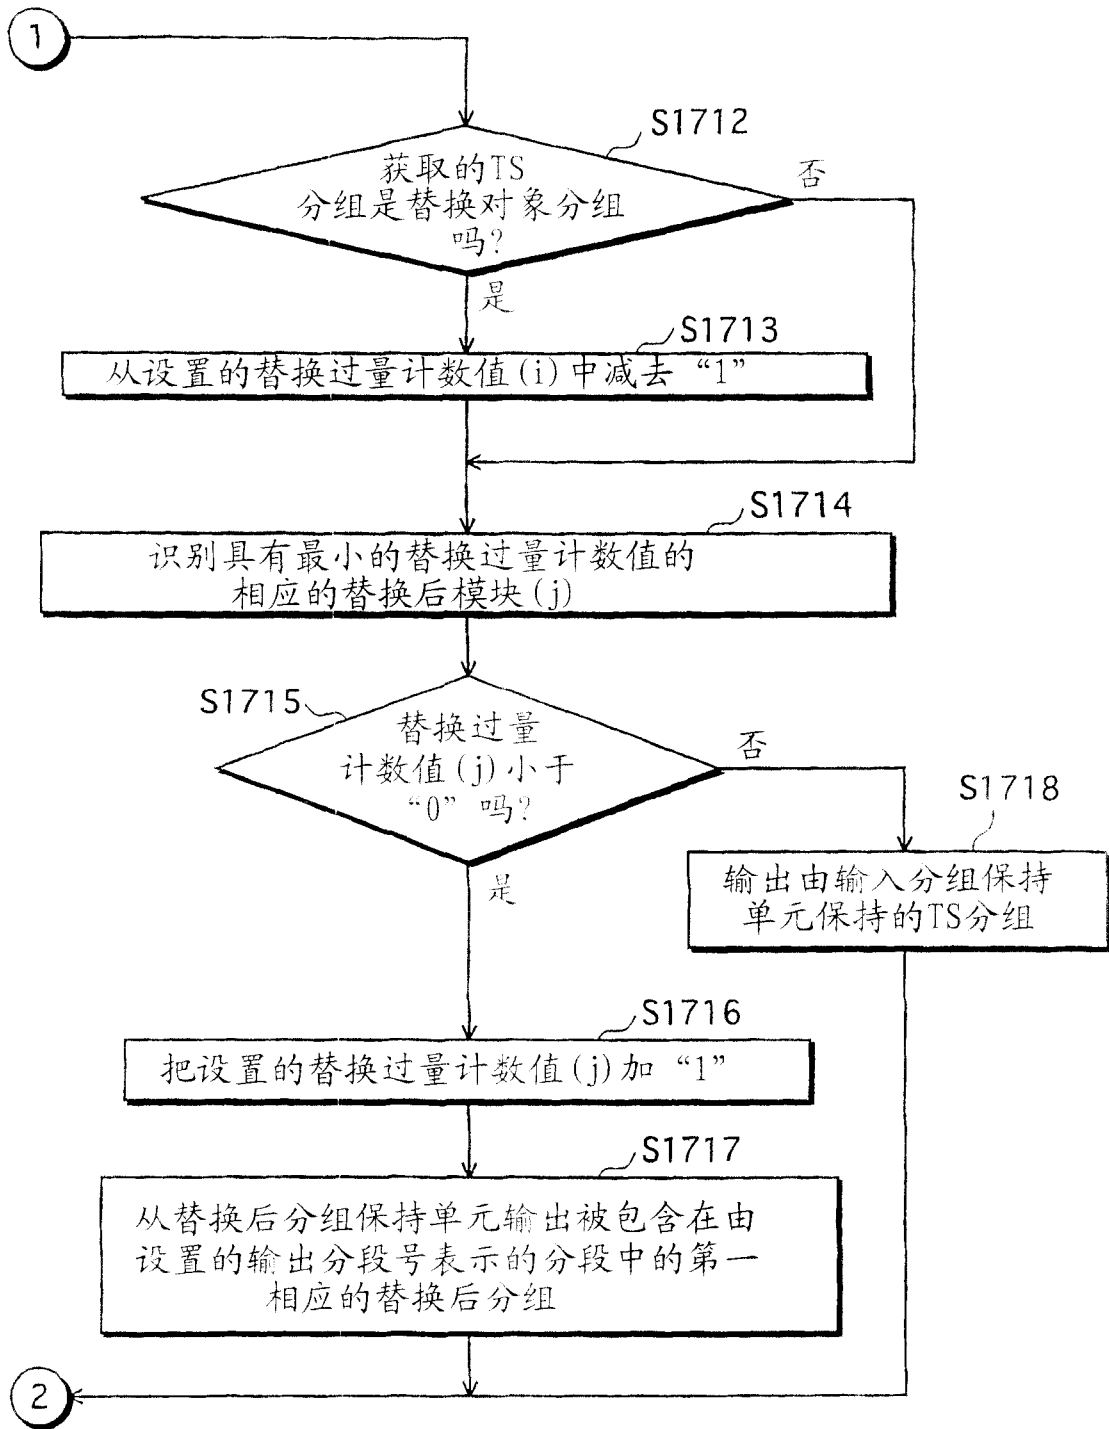 1
S1712
获取的TS
分组是替换对象分组
吗?
否
是
S1713
从设置的替换过量计数值(i)中减去“1”
S1714
识别具有最小的替换过量计数值的
相应的替换后模块(j)
S1715
替换过量
计数值(j)小于
“0”吗?
否
是
S1718
输出由输入分组保持
单元保持的TS分组
S1716
把设置的替换过量计数值(j)加“1”
S1717
从替换后分组保持单元输出被包含在由
设置的输出分段号表示的分段中的第一
相应的替换后分组
2